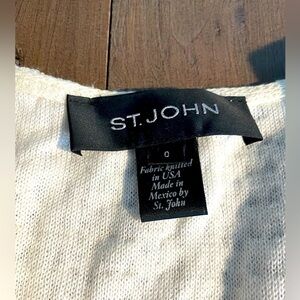 ST. JOHN
0
Fabric knitted
in USA
Made in
Mexico by
St. John